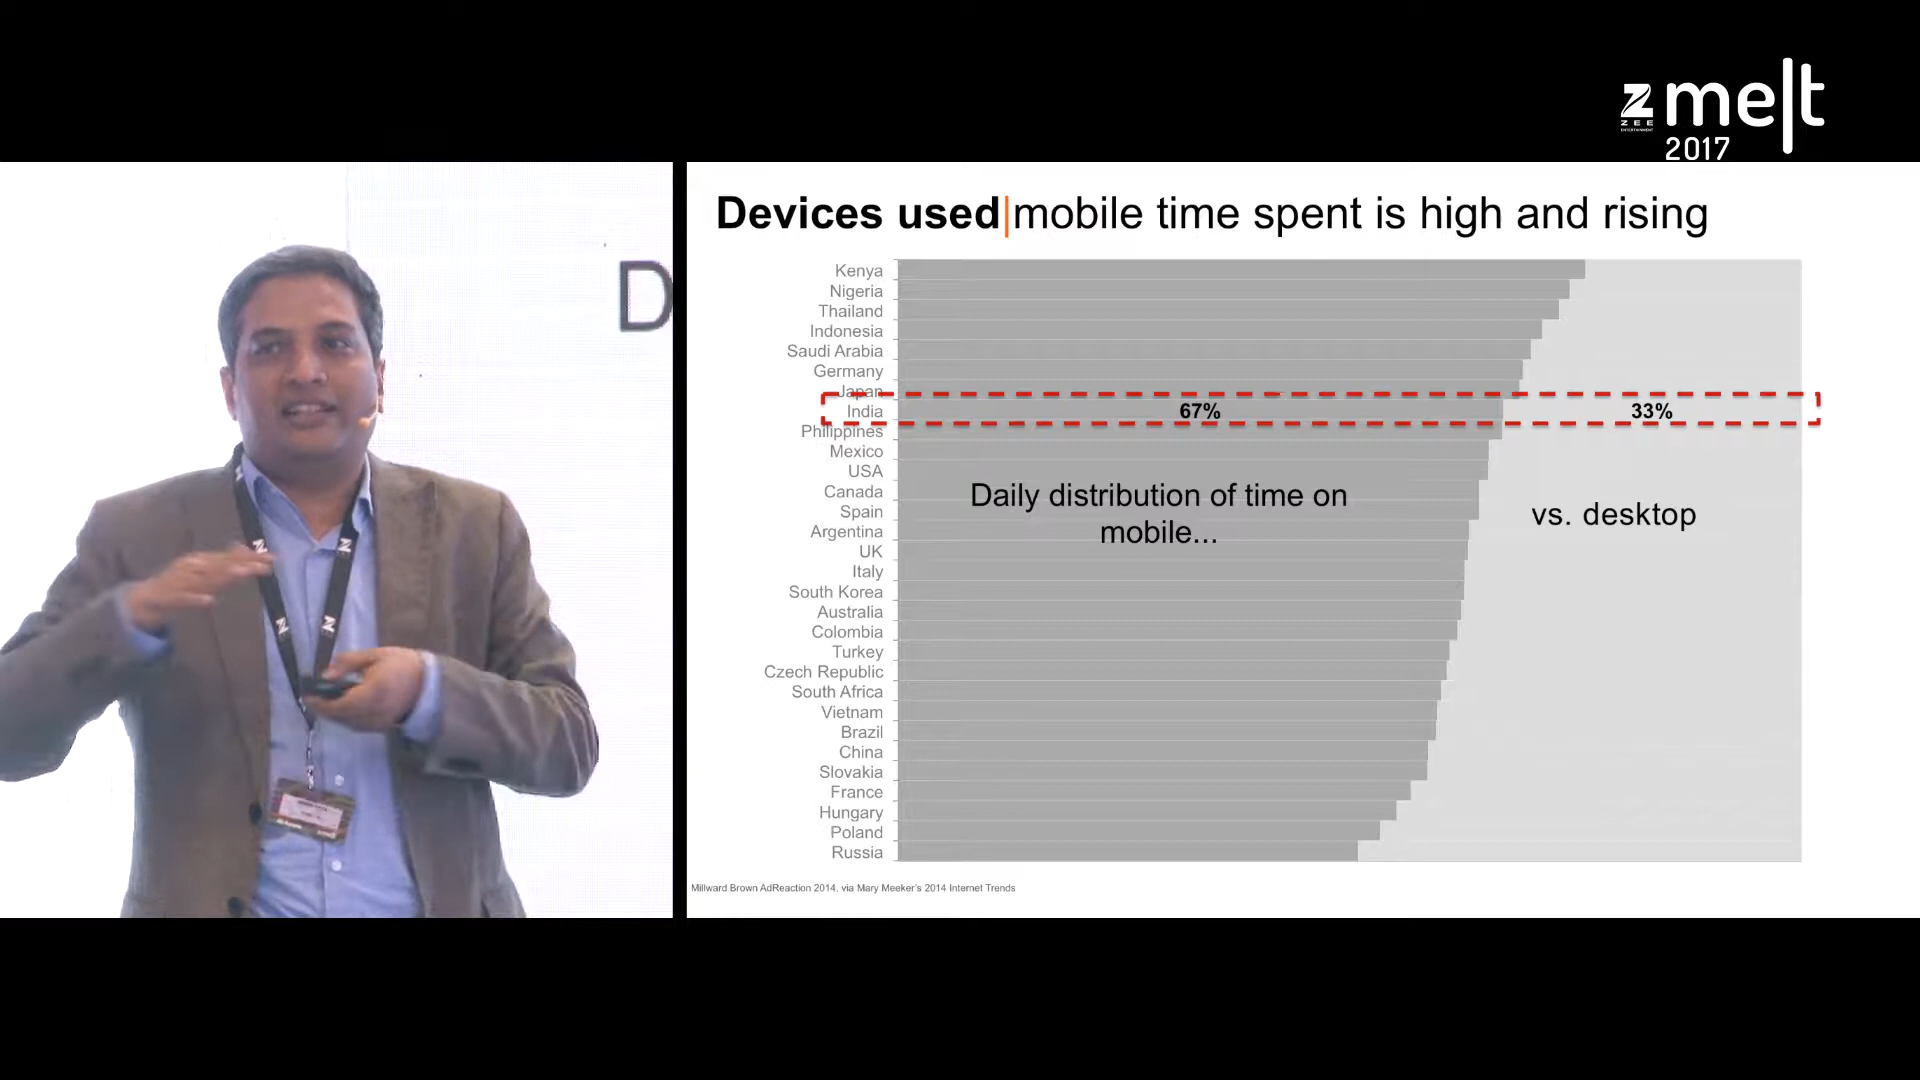 Z melt
ZEE
ENTERTAINMENT
2017
D
Devices used|mobile time spent is high and rising
Kenya
Nigeria
Thailand
Indonesia
Saudi Arabia
Germany
Japan
India 67% 33%
Philippines
Mexico
USA
Canada
Spain
Argentina
UK
Italy
South Korea
Australia
Colombia
Turkey
Czech Republic
South Africa
Vietnam
Brazil
China
Slovakia
France
Hungary
Poland
Russia
Daily distribution of time on
mobile...
vs. desktop
Millward Brown AdReaction 2014. via Mary Meeker's 2014 Internet Trends